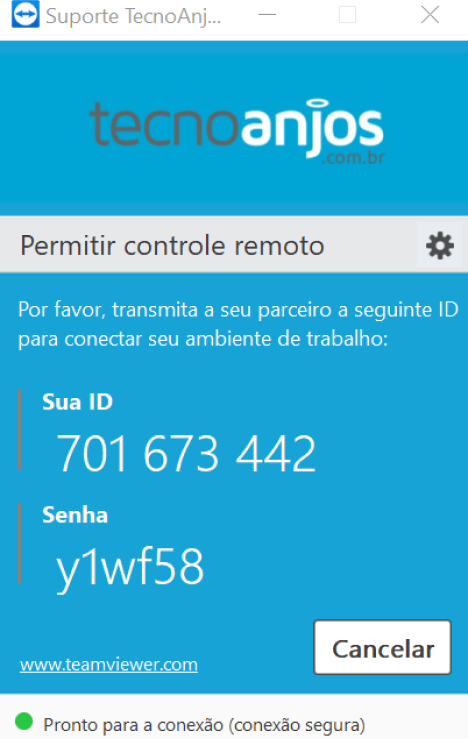 Suporte TecnoAnj...
tecnoanjos
.com.br
Permitir controle remoto
Por favor, transmita a seu parceiro a seguinte ID
para conectar seu ambiente de trabalho:
Sua ID
701 673 442
Senha
y1wf58
Cancelar
www.teamviewer.com
Pronto para a conexão (conexão segura)